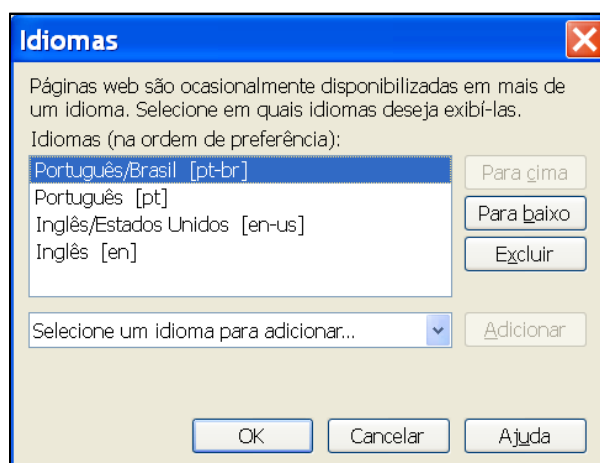 Idiomas
Páginas web são ocasionalmente disponibilizadas em mais de
um idioma. Selecione em quais idiomas deseja exibí-las.
Idiomas (na ordem de preferência):
Português/Brasil [pt-br]
Português [pt]
Inglês/Estados Unidos [en-us]
Inglês [en]
Para cima
Para baixo
Excluir
Selecione um idioma para adicionar...
Adicionar
OK
Cancelar
Ajuda